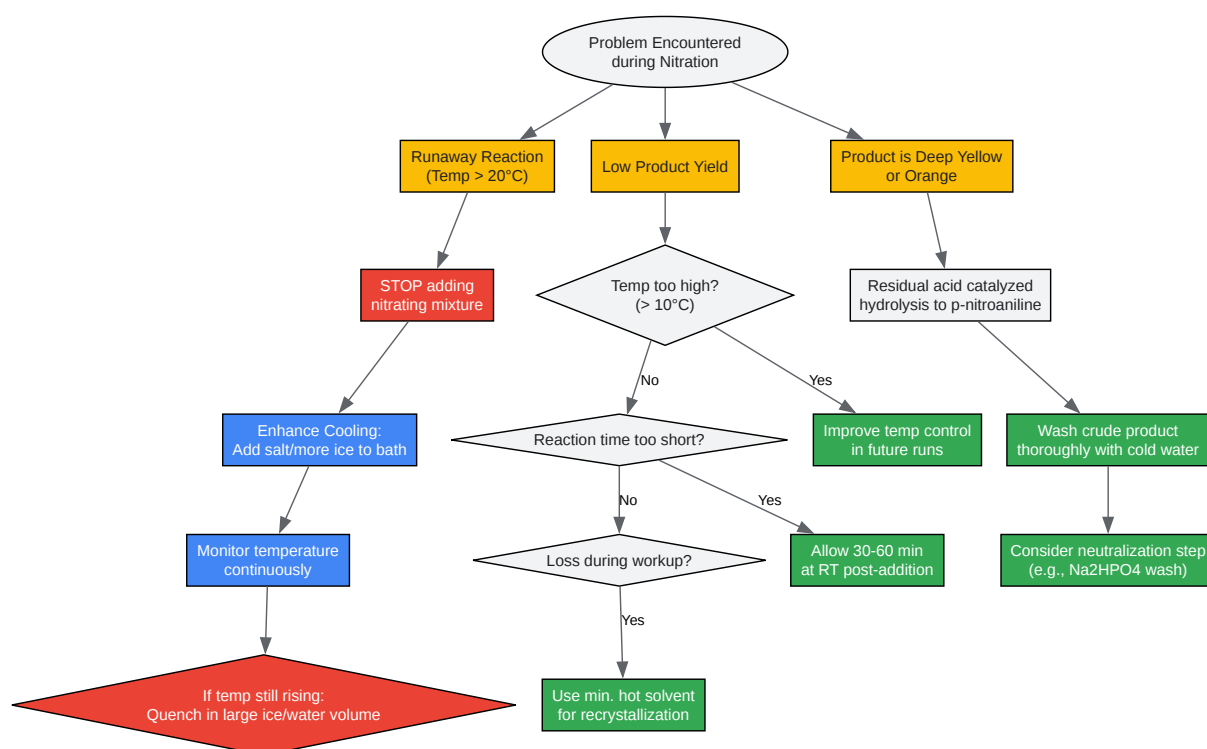 Problem Encountered
during Nitration
Runaway Reaction
(Temp > 20°C)
Low Product Yield
Product is Deep Yellow
or Orange
STOP adding
nitrating mixture
Temp too high?
(> 10°C)
Residual acid catalyzed
hydrolysis to p-nitroaniline
No
Yes
Enhance Cooling:
Add salt/more ice to bath
Reaction time too short?
Improve temp control
in future runs
Wash crude product
thoroughly with cold water
No
Yes
Monitor temperature
continuously
Loss during workup?
Allow 30-60 min
at RT post-addition
Consider neutralization step
(e.g., Na2HPO4 wash)
Yes
If temp still rising:
Quench in large ice/water volume
Use min. hot solvent
for recrystallization